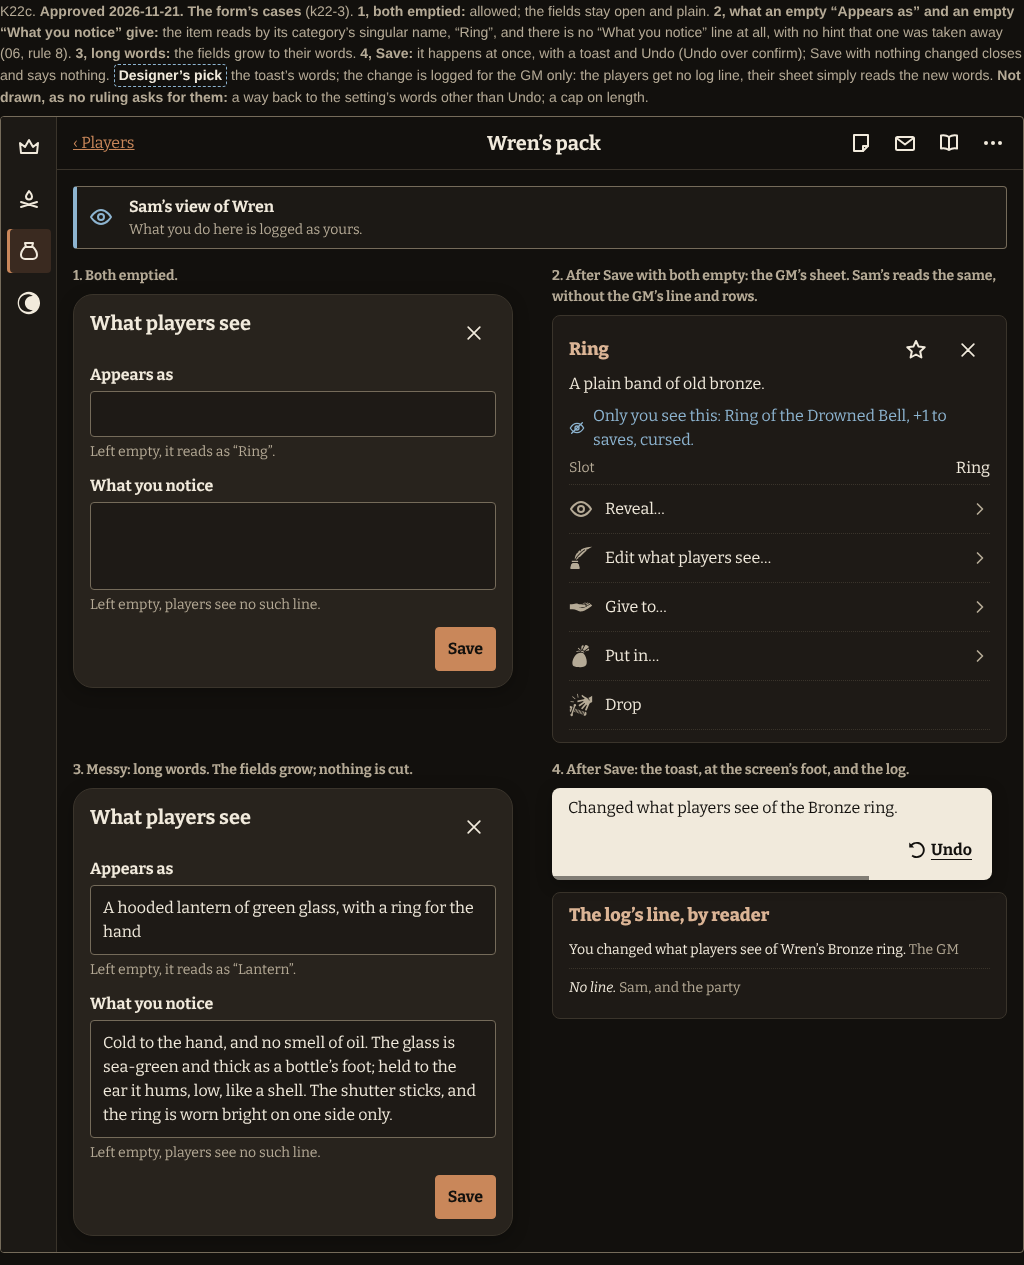 K22c. Approved 2026-11-21. The form’s cases (k22-3). 1, both emptied: allowed; the fields stay open and plain. 2, what an empty “Appears as” and an empty
“What you notice” give: the item reads by its category’s singular name, “Ring”, and there is no “What you notice” line at all, with no hint that one was taken away
(06, rule 8). 3, long words: the fields grow to their words. 4, Save: it happens at once, with a toast and Undo (Undo over confirm); Save with nothing changed closes
and says nothing. Designer’s pick the toast’s words; the change is logged for the GM only: the players get no log line, their sheet simply reads the new words. Not
drawn, as no ruling asks for them: a way back to the setting’s words other than Undo; a cap on length.
‹ Players
Wren’s pack
Sam’s view of Wren
What you do here is logged as yours.
1. Both emptied.
What players see
Appears as
Left empty, it reads as “Ring”.
What you notice
Left empty, players see no such line.
Save
2. After Save with both empty: the GM’s sheet. Sam’s reads the same,
without the GM’s line and rows.
Ring
A plain band of old bronze.
Only you see this: Ring of the Drowned Bell, +1 to
saves, cursed.
Slot Ring
Reveal…
Edit what players see…
Give to…
Put in…
Drop
3. Messy: long words. The fields grow; nothing is cut.
What players see
Appears as
A hooded lantern of green glass, with a ring for the
hand
Left empty, it reads as “Lantern”.
What you notice
Cold to the hand, and no smell of oil. The glass is
sea-green and thick as a bottle’s foot; held to the
ear it hums, low, like a shell. The shutter sticks, and
the ring is worn bright on one side only.
Left empty, players see no such line.
Save
4. After Save: the toast, at the screen’s foot, and the log.
Changed what players see of the Bronze ring.
Undo
The log’s line, by reader
You changed what players see of Wren’s Bronze ring. The GM
No line. Sam, and the party